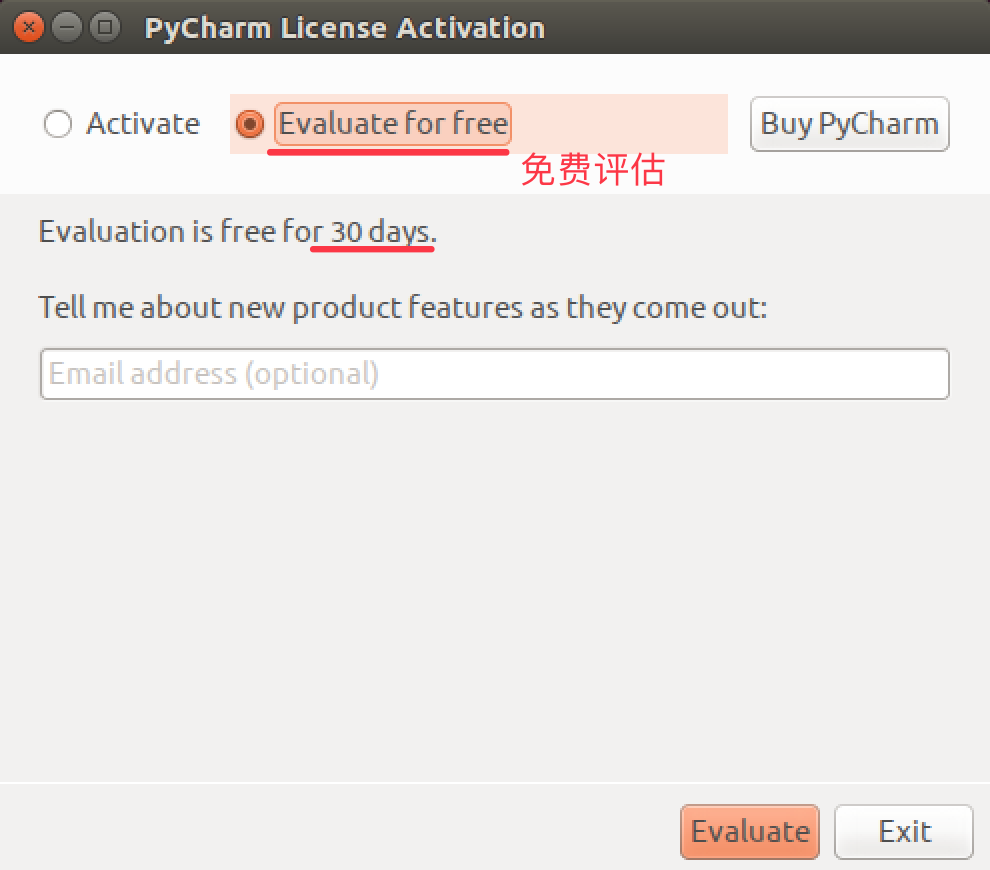 PyCharm License Activation
Activate Evaluate for free Buy PyCharm
免费评估
Evaluation is free for 30 days.
Tell me about new product features as they come out:
Email address (optional)
Evaluate Exit